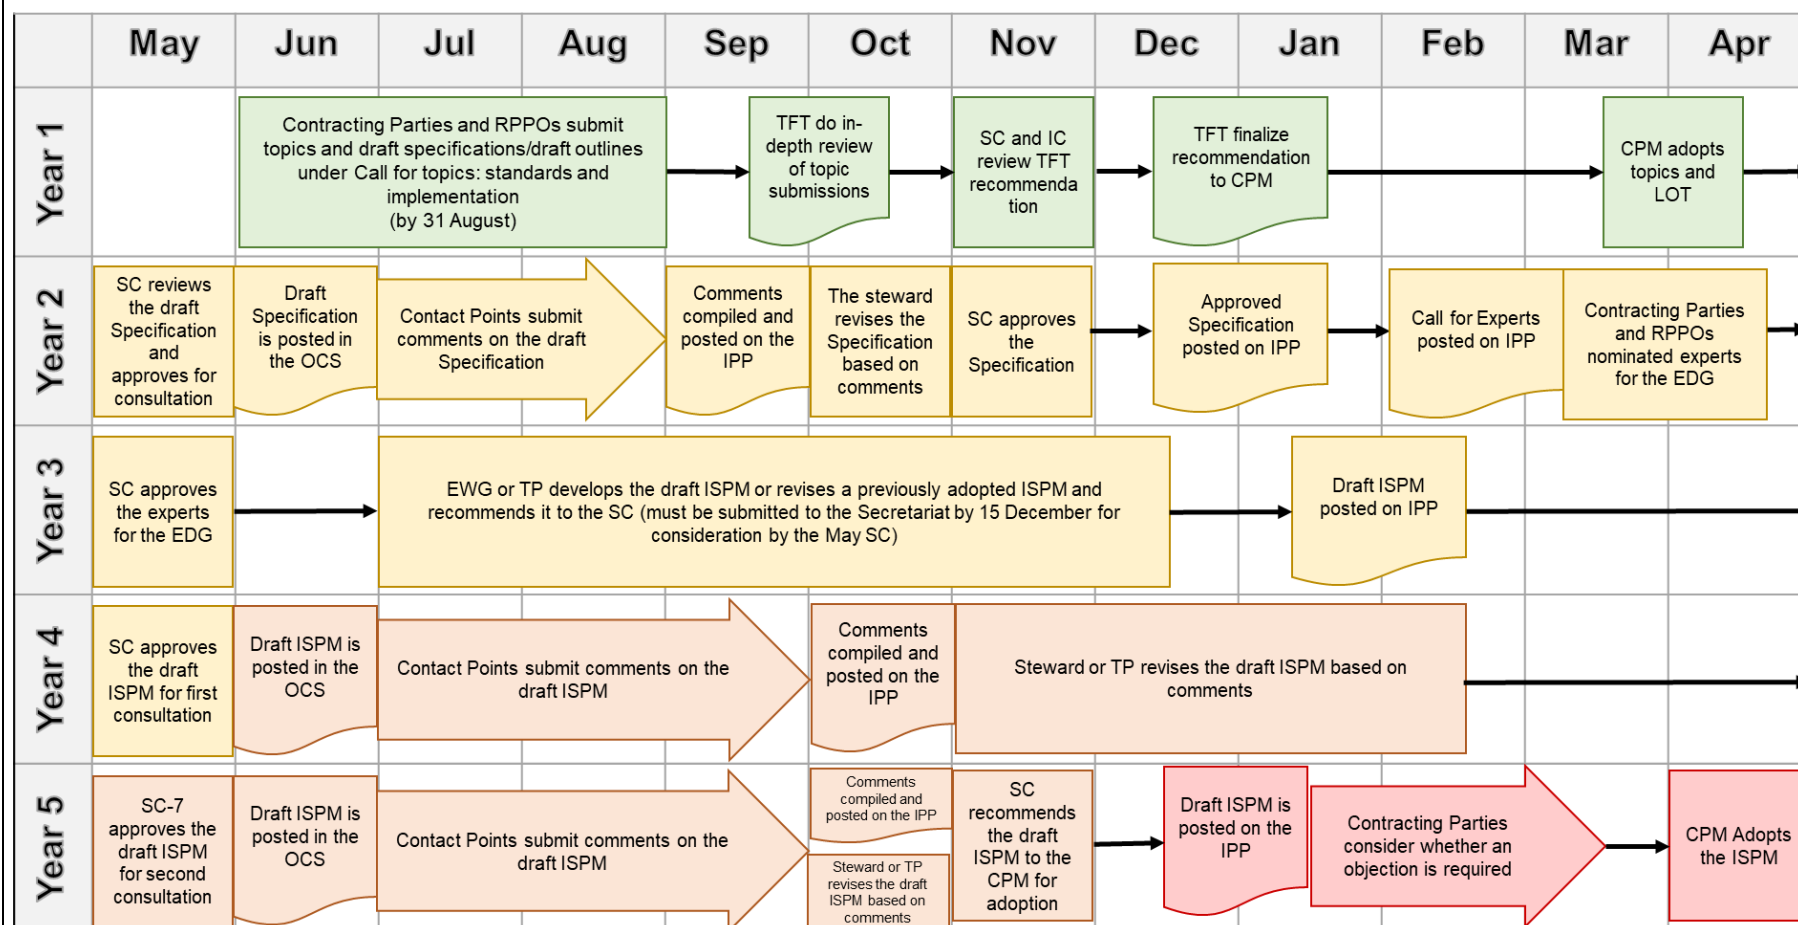 May Jun Jul Aug Sep Oct Nov Dec Jan Feb Mar Apr
Year 1
Contracting Parties and RPPOs submit
topics and draft specifications/draft outlines
under Call for topics: standards and
implementation
(by 31 August)
TFT do in-
depth review
of topic
submissions
SC and IC
review TFT
recommenda
tion
TFT finalize
recommendation
to CPM
CPM adopts
topics and
LOT
Year 2
SC reviews
the draft
Specification
and
approves for
consultation
Draft
Specification
is posted in
the OCS
Contact Points submit
comments on the draft
Specification
Comments
compiled and
posted on the
IPP
The steward
revises the
Specification
based on
comments
SC approves
the
Specification
Approved
Specification
posted on IPP
Call for Experts
posted on IPP
Contracting Parties
and RPPOs
nominated experts
for the EDG
Year 3
SC approves
the experts
for the EDG
EWG or TP develops the draft ISPM or revises a previously adopted ISPM and
recommends it to the SC (must be submitted to the Secretariat by 15 December for
consideration by the May SC)
Draft ISPM
posted on IPP
Year 4
SC approves
the draft
ISPM for first
consultation
Draft ISPM is
posted in the
OCS
Contact Points submit comments on the
draft ISPM
Comments
compiled and
posted on the
IPP
Steward or TP revises the draft ISPM based on
comments
Year 5
SC-7
approves the
draft ISPM
for second
consultation
Draft ISPM is
posted in the
OCS
Contact Points submit comments on the
draft ISPM
Comments
compiled and
posted on the IPP
Steward or TP
revises the draft
ISPM based on
comments
SC
recommends
the draft
ISPM to the
CPM for
adoption
Draft ISPM is
posted on the
IPP
Contracting Parties
consider whether an
objection is required
CPM Adopts
the ISPM